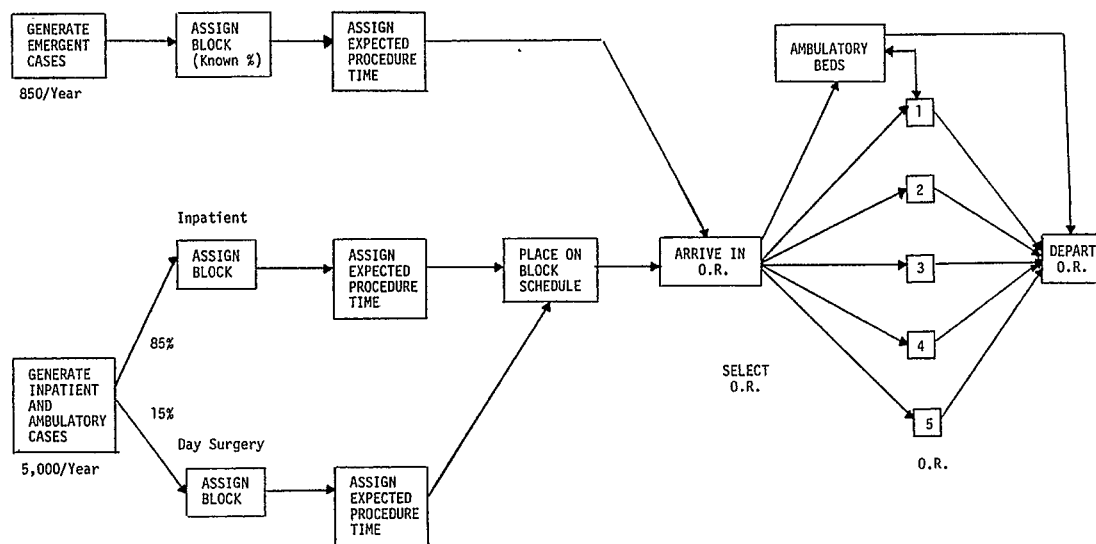 GENERATE
EMERGENT
CASES
850/Year
ASSIGN
BLOCK
(Known %)
ASSIGN
EXPECTED
PROCEDURE
TIME
AMBULATORY
BEDS
1
2
3
4
5
O.R.
Inpatient
ASSIGN
BLOCK
ASSIGN
EXPECTED
PROCEDURE
TIME
PLACE ON
BLOCK
SCHEDULE
ARRIVE IN
O.R.
DEPART
O.R.
SELECT
O.R.
85%
GENERATE
INPATIENT
AND
AMBULATORY
CASES
5,000/Year
15%
Day Surgery
ASSIGN
BLOCK
ASSIGN
EXPECTED
PROCEDURE
TIME